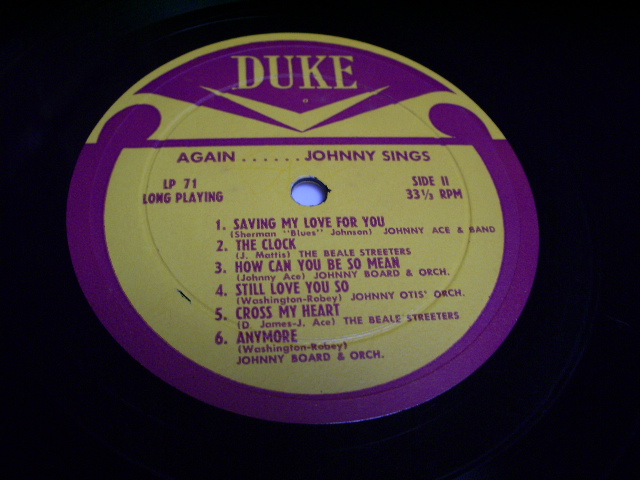 DUKE
AGAIN......JOHNNY SINGS
LP 71
LONG PLAYING
SIDE II
33⅓ RPM
1. SAVING MY LOVE FOR YOU
(Sherman "Blues" Johnson) JOHNNY ACE & BAND
2. THE CLOCK
(J. Mattis) THE BEALE STREETERS
3. HOW CAN YOU BE SO MEAN
(Johnny Ace) JOHNNY BOARD & ORCH.
4. STILL LOVE YOU SO
(Washington-Robey) JOHNNY OTIS' ORCH.
5. CROSS MY HEART
(D. James-J. Ace) THE BEALE STREETERS
6. ANYMORE
(Washington-Robey)
JOHNNY BOARD & ORCH.